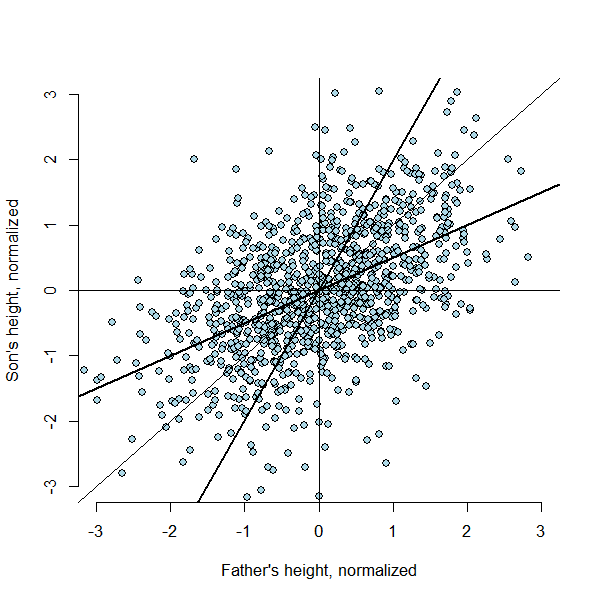 3
2
1
0
-1
-2
-3
Son's height, normalized
-3 -2 -1 0 1 2 3
Father's height, normalized